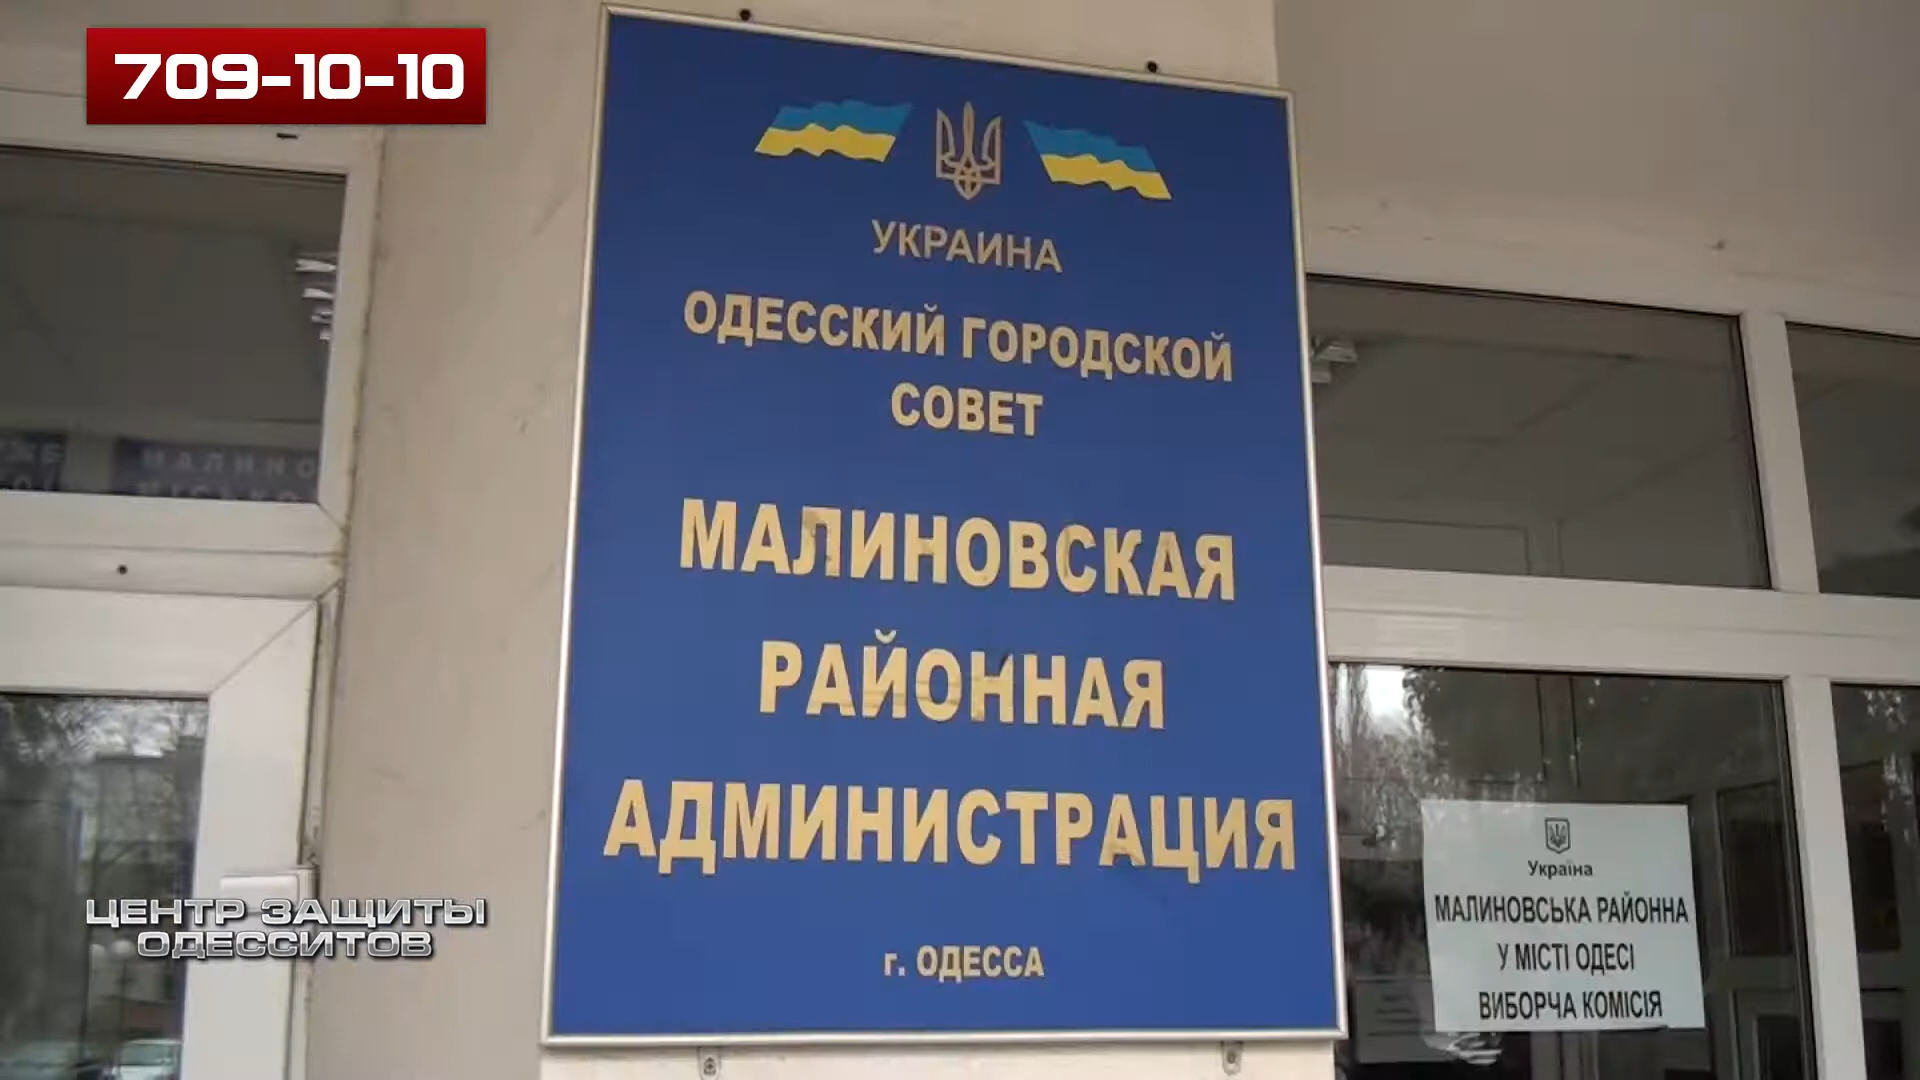 709-10-10
УКРАИНА
ОДЕССКИЙ ГОРОДСКОЙ
СОВЕТ
МАЛИНОВСКАЯ
РАЙОННАЯ
АДМИНИСТРАЦИЯ
г. ОДЕССА
МАЛИНО
Україна
МАЛИНОВСЬКА РАЙОННА
У МІСТІ ОДЕСІ
ВИБОРЧА КОМІСІЯ
ЦЕНТР ЗАЩИТЫ
ОДЕССИТОВ